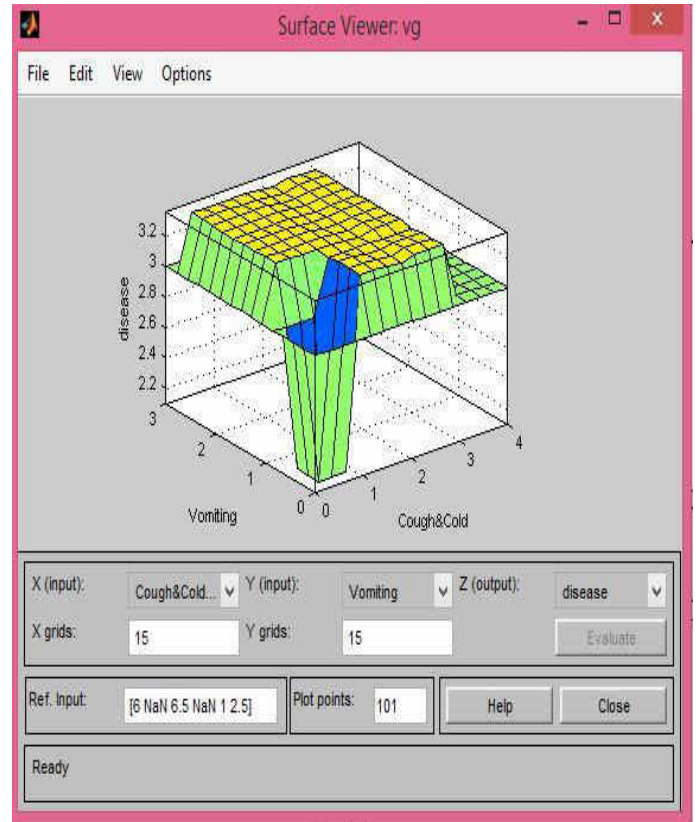 Surface Viewer: vg
File Edit View Options
3.2
3
2.8
2.6
2.4
2.2
disease
3
2
1
0
Vomiting
0
1
2
3
4
Cough&Cold
X (input): Cough&Cold... Y (input): Vomiting Z (output): disease
X grids: 15 Y grids: 15 Evaluate
Ref. Input: [6 NaN 6.5 NaN 1 2.5] Plot points: 101 Help Close
Ready